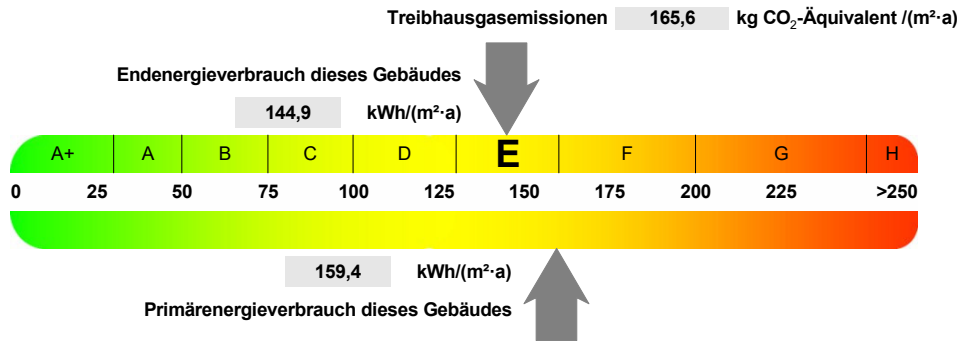 Treibhausgasemissionen 165,6 kg CO₂-Äquivalent /(m²·a)
Endenergieverbrauch dieses Gebäudes
144,9 kWh/(m²·a)
A+ A B C D E F G H
0 25 50 75 100 125 150 175 200 225 >250
159,4 kWh/(m²·a)
Primärenergieverbrauch dieses Gebäudes